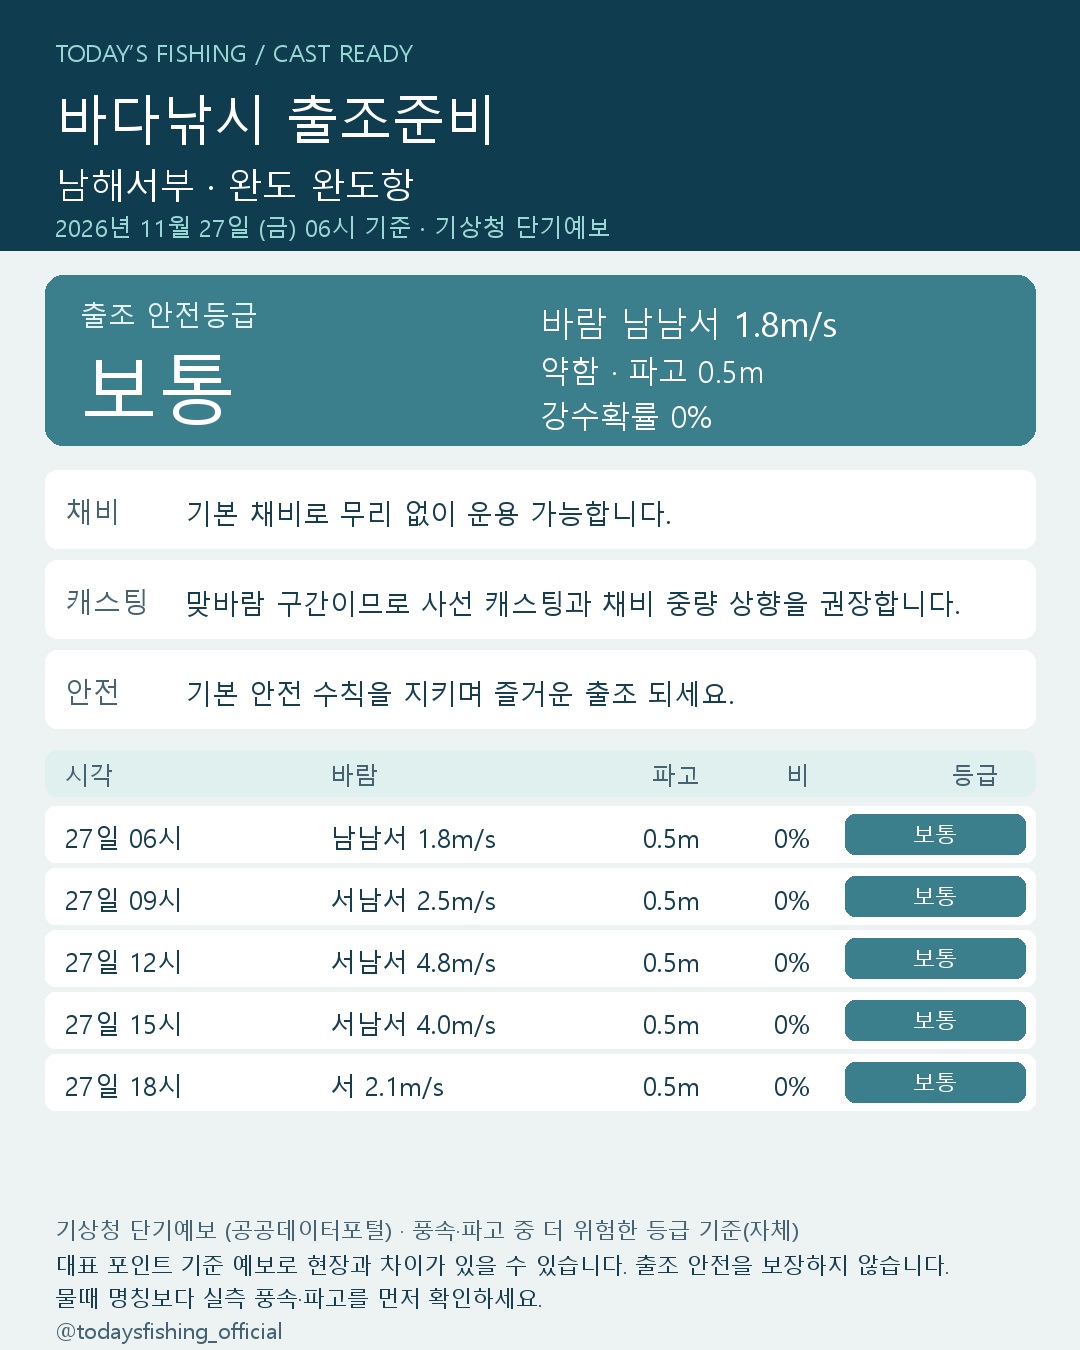 TODAY'S FISHING / CAST READY
바다낚시 출조준비
남해서부 · 완도 완도항
2026년 11월 27일 (금) 06시 기준 · 기상청 단기예보
출조 안전등급
보통
바람 남남서 1.8m/s
약함 · 파고 0.5m
강수확률 0%
채비 기본 채비로 무리 없이 운용 가능합니다.
캐스팅 맞바람 구간이므로 사선 캐스팅과 채비 중량 상향을 권장합니다.
안전 기본 안전 수칙을 지키며 즐거운 출조 되세요.
시각 바람 파고 비 등급
27일 06시 남남서 1.8m/s 0.5m 0% 보통
27일 09시 서남서 2.5m/s 0.5m 0% 보통
27일 12시 서남서 4.8m/s 0.5m 0% 보통
27일 15시 서남서 4.0m/s 0.5m 0% 보통
27일 18시 서 2.1m/s 0.5m 0% 보통
기상청 단기예보 (공공데이터포털) · 풍속·파고 중 더 위험한 등급 기준(자체)
대표 포인트 기준 예보로 현장과 차이가 있을 수 있습니다. 출조 안전을 보장하지 않습니다.
물때 명칭보다 실측 풍속·파고를 먼저 확인하세요.
@todaysfishing_official